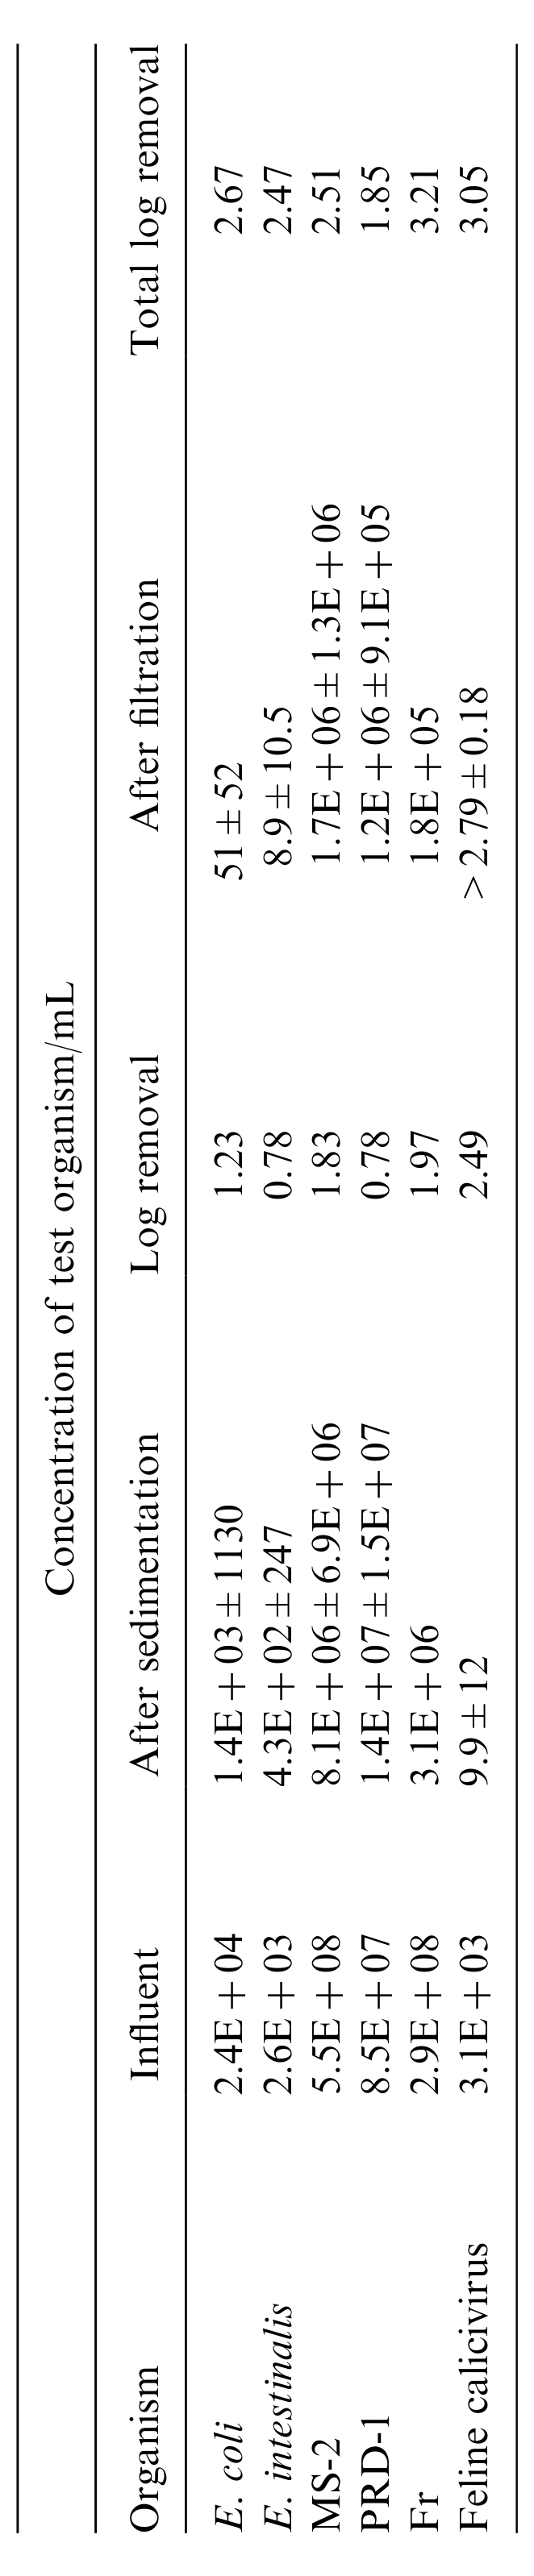 Concentration of test organism/mL
Organism Influent After sedimentation Log removal After filtration Total log removal
E. coli 2.4E+04 1.4E+03±1130 1.23 51±52 2.67
E. intestinalis 2.6E+03 4.3E+02±247 0.78 8.9±10.5 2.47
MS-2 5.5E+08 8.1E+06±6.9E+06 1.83 1.7E+06±1.3E+06 2.51
PRD-1 8.5E+07 1.4E+07±1.5E+07 0.78 1.2E+06±9.1E+05 1.85
Fr 2.9E+08 3.1E+06 1.97 1.8E+05 3.21
Feline calicivirus 3.1E+03 9.9±12 2.49 >2.79±0.18 3.05